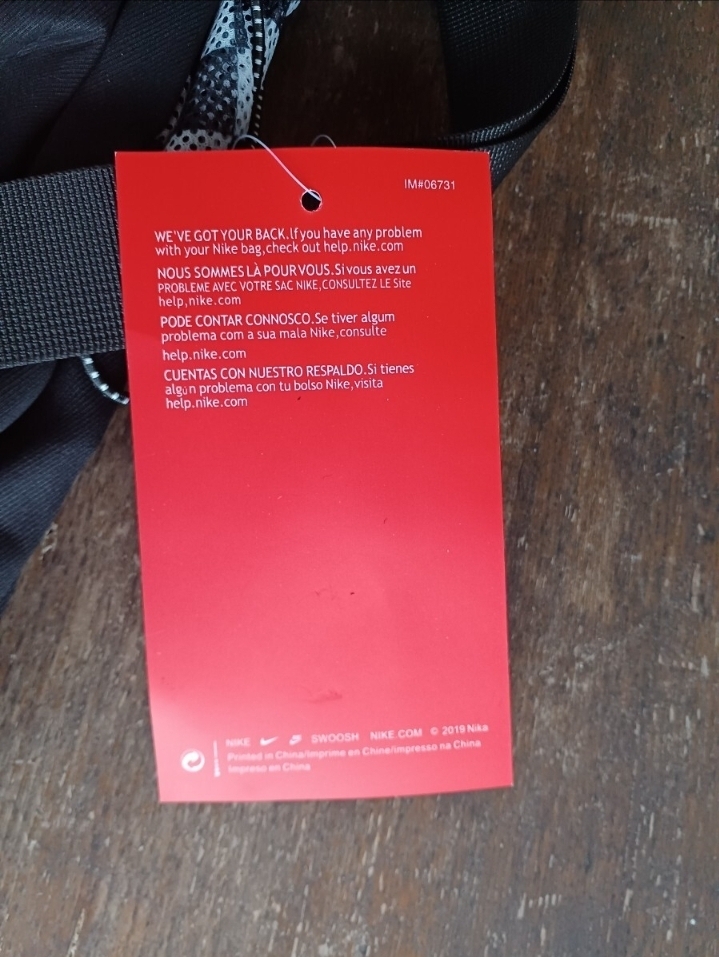 IM#06731
WE'VE GOT YOUR BACK.If you have any problem
with your Nike bag,check out help.nike.com
NOUS SOMMES LÀ POUR VOUS.Si vous avez un
PROBLEME AVEC VOTRE SAC NIKE,CONSULTEZ LE Site
help,nike.com
PODE CONTAR CONNOSCO.Se tiver algum
problema com a sua mala Nike,consulte
help.nike.com
CUENTAS CON NUESTRO RESPALDO.Si tienes
algun problema con tu bolso Nike,visita
help.nike.com
NIKE SWOOSH NIKE.COM © 2019 Nika
Printed in China/imprime en Chine/impresso na China
Impreso en China